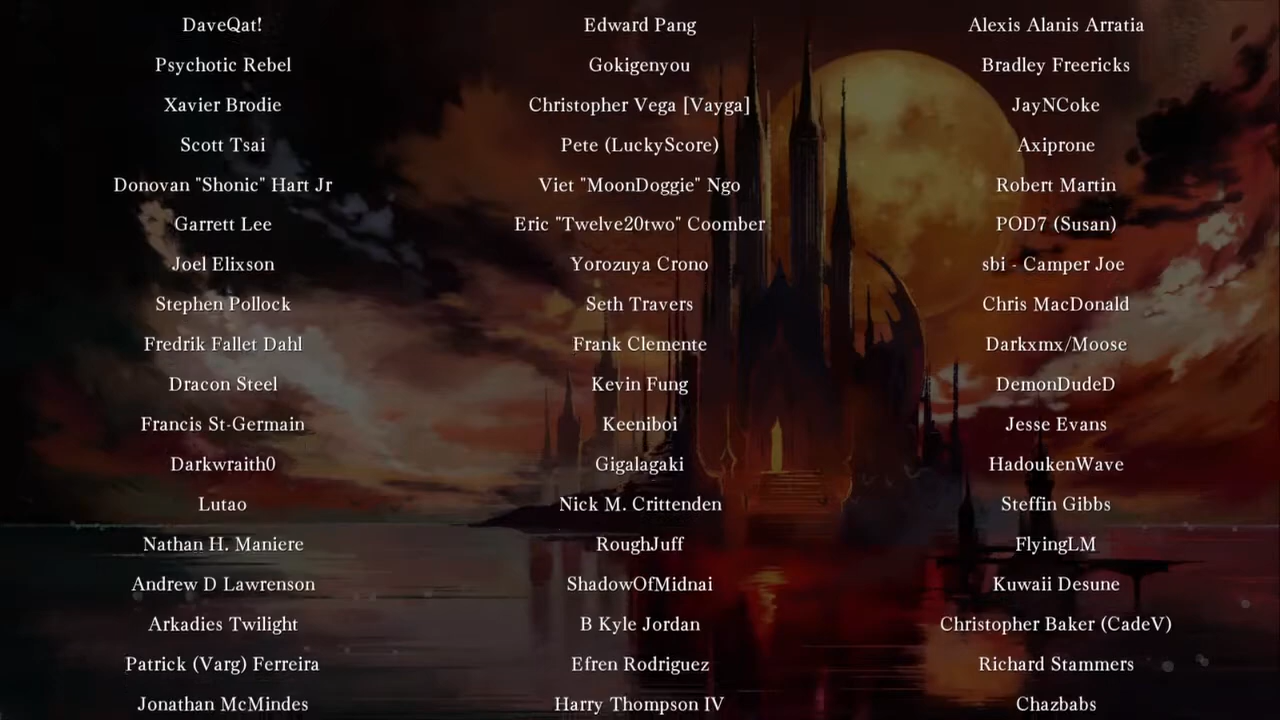 DaveQat!
Edward Pang
Alexis Alanis Arratia
Psychotic Rebel
Gokigenyou
Bradley Freericks
Xavier Brodie
Christopher Vega [Vayga]
JayNCoke
Scott Tsai
Pete (LuckyScore)
Axiprone
Donovan "Shonic" Hart Jr
Viet "MoonDoggie" Ngo
Robert Martin
Garrett Lee
Eric "Twelve20two" Coomber
POD7 (Susan)
Joel Elixson
Yorozuya Crono
sbi - Camper Joe
Stephen Pollock
Seth Travers
Chris MacDonald
Fredrik Fallet Dahl
Frank Clemente
Darkxmx/Moose
Dracon Steel
Kevin Fung
DemonDudeD
Francis St-Germain
Keeniboi
Jesse Evans
Darkwraith0
Gigalagaki
HadoukenWave
Lutao
Nick M. Crittenden
Steffin Gibbs
Nathan H. Maniere
RoughJuff
FlyingLM
Andrew D Lawrenson
ShadowOfMidnai
Kuwaii Desune
Arkadies Twilight
B Kyle Jordan
Christopher Baker (CadeV)
Patrick (Varg) Ferreira
Efren Rodriguez
Richard Stammers
Jonathan McMindes
Harry Thompson IV
Chazbabs